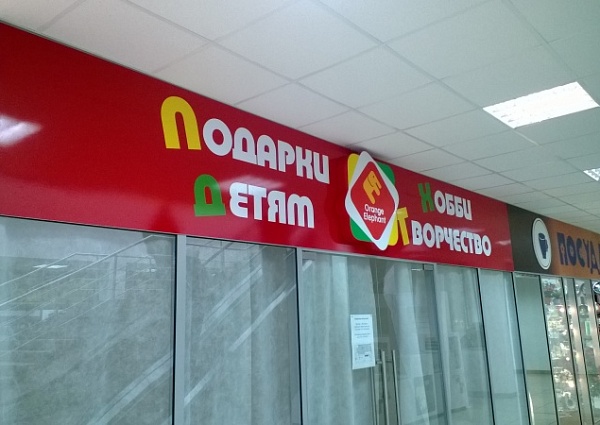 Подарки
Детям
Orange
Elephant
Хобби
Творчество
ПОСУД